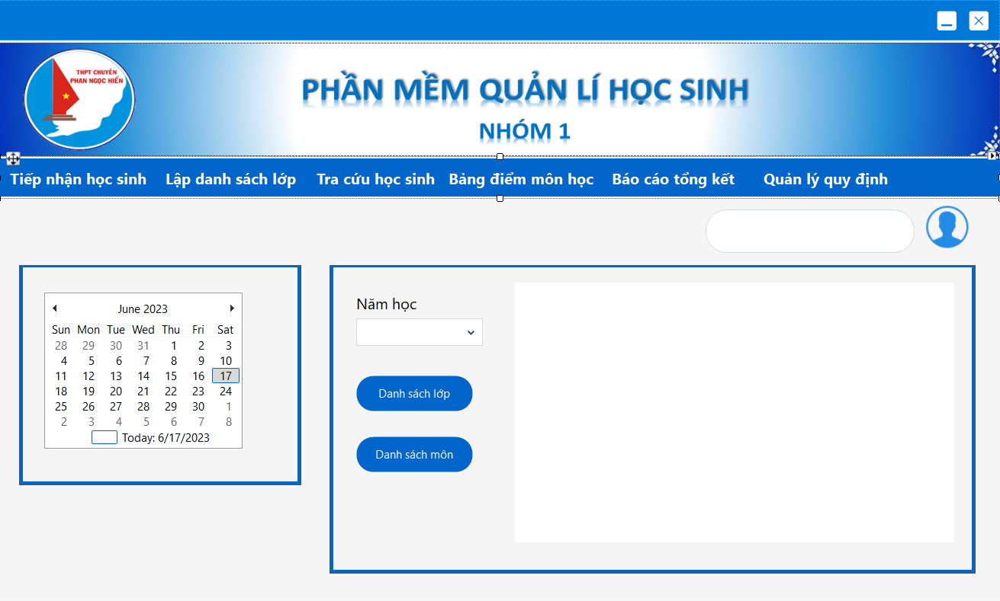 THPT CHUYÊN
PHAN NGỌC HIỂN
PHẦN MỀM QUẢN LÍ HỌC SINH
NHÓM 1
Tiếp nhận học sinh Lập danh sách lớp Tra cứu học sinh Bảng điểm môn học Báo cáo tổng kết Quản lý quy định
June 2023
Sun Mon Tue Wed Thu Fri Sat
28 29 30 31 1 2 3
4 5 6 7 8 9 10
11 12 13 14 15 16 17
18 19 20 21 22 23 24
25 26 27 28 29 30 1
2 3 4 5 6 7 8
Today: 6/17/2023
Năm học
Danh sách lớp
Danh sách môn